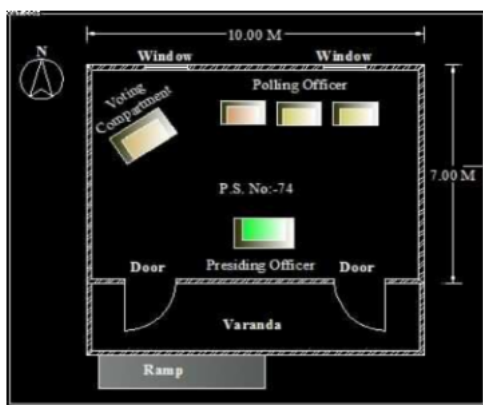 10.00 M
N
Window
Window
Voting
Compartment
Polling Officer
7.00 M
P.S. No:-74
Door
Presiding Officer
Door
Varanda
Ramp